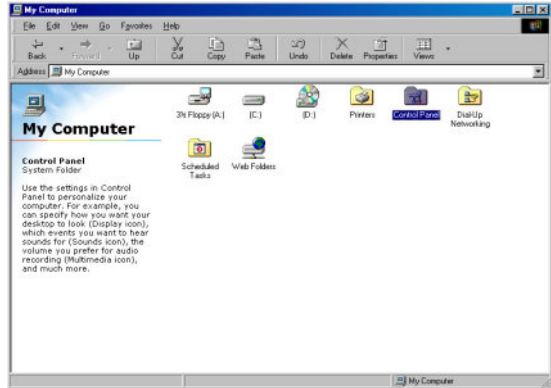 My Computer
File Edit View Go Favorites Help
Back Forward Up Cut Copy Paste Undo Delete Properties Views
Address My Computer
My Computer
Control Panel
System Folder
Use the settings in Control
Panel to personalize your
computer. For example, you
can specify how you want your
desktop to look (Display icon),
which events you want to hear
sounds for (Sounds icon), the
volume you prefer for audio
recording (Multimedia icon),
and much more.
3½ Floppy (A:) (C:) (D:) Printers Control Panel Dial-Up
Networking
Scheduled Web Folders
Tasks
My Computer